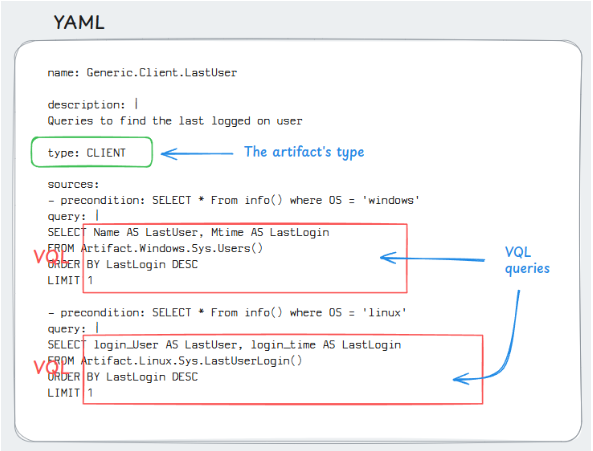 YAML
name: Generic.Client.LastUser
description: |
Queries to find the last logged on user
type: CLIENT
The artifact's type
sources:
- precondition: SELECT * From info() where OS = 'windows'
query: |
SELECT Name AS LastUser, Mtime AS LastLogin
FROM Artifact.Windows.Sys.Users()
VQL
ORDER BY LastLogin DESC
LIMIT 1
VQL
queries
- precondition: SELECT * From info() where OS = 'linux'
query: |
SELECT login_User AS LastUser, login_time AS LastLogin
FROM Artifact.Linux.Sys.LastUserLogin()
VQL
ORDER BY LastLogin DESC
LIMIT 1